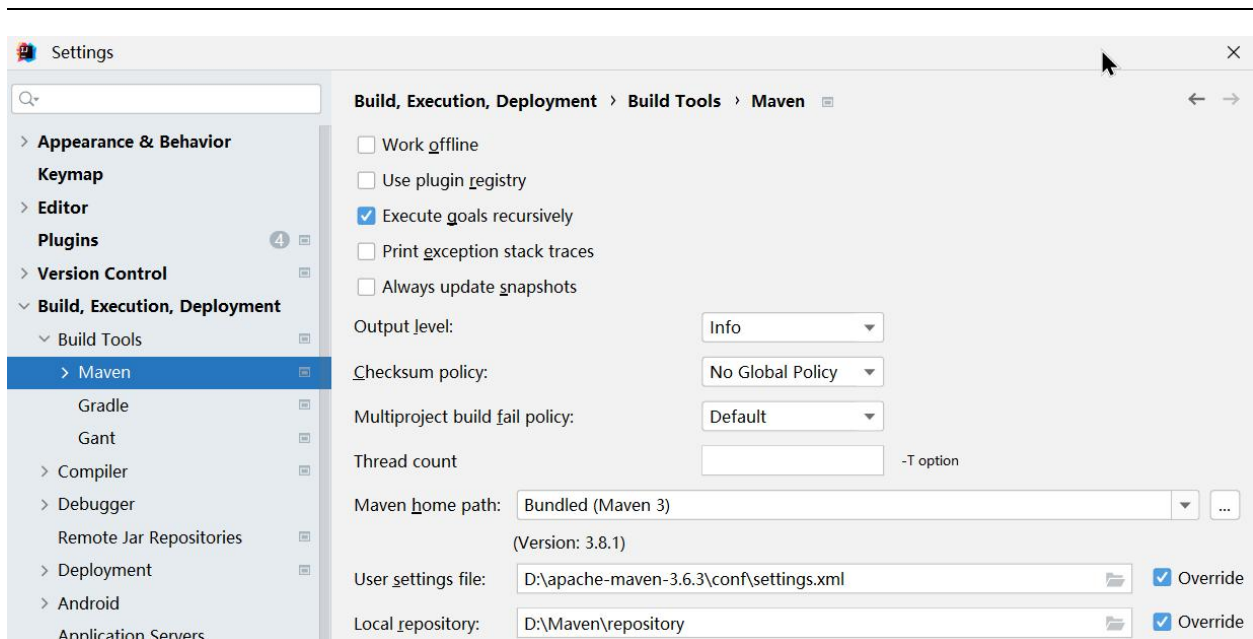 Settings
Build, Execution, Deployment › Build Tools › Maven
Appearance & Behavior
Keymap
Editor
Plugins 4
Version Control
Build, Execution, Deployment
Build Tools
Maven
Gradle
Gant
Compiler
Debugger
Remote Jar Repositories
Deployment
Android
Application Servers
Work offline
Use plugin registry
Execute goals recursively
Print exception stack traces
Always update snapshots
Output level: Info
Checksum policy: No Global Policy
Multiproject build fail policy: Default
Thread count -T option
Maven home path: Bundled (Maven 3) ...
(Version: 3.8.1)
User settings file: D:\apache-maven-3.6.3\conf\settings.xml Override
Local repository: D:\Maven\repository Override